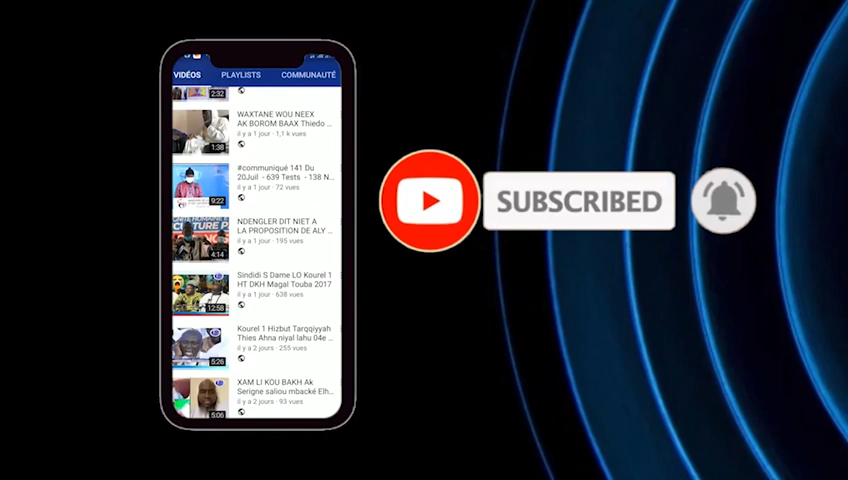 VIDÉOS PLAYLISTS COMMUNAUTÉ
2:32
WAXTANE WOU NEEX
AK BOROM BAAX Thiedo ...
il y a 1 jour · 1,1 k vues
1:38
#communiqué 141 Du
20Juil - 639 Tests - 138 N...
il y a 1 jour · 72 vues
9:22
NDENGLER DIT NIET A
LA PROPOSITION DE ALY ...
il y a 1 jour · 195 vues
4:14
Sindidi S Dame LO Kourel 1
HT DKH Magal Touba 2017
il y a 1 jour · 638 vues
12:58
Kourel 1 Hizbut Tarqqiyyah
Thies Ahna niyal lahu 04e ...
il y a 2 jours · 255 vues
5:26
XAM LI KOU BAKH Ak
Serigne saliou mbacké Elh...
il y a 2 jours · 93 vues
5:06
SUBSCRIBED